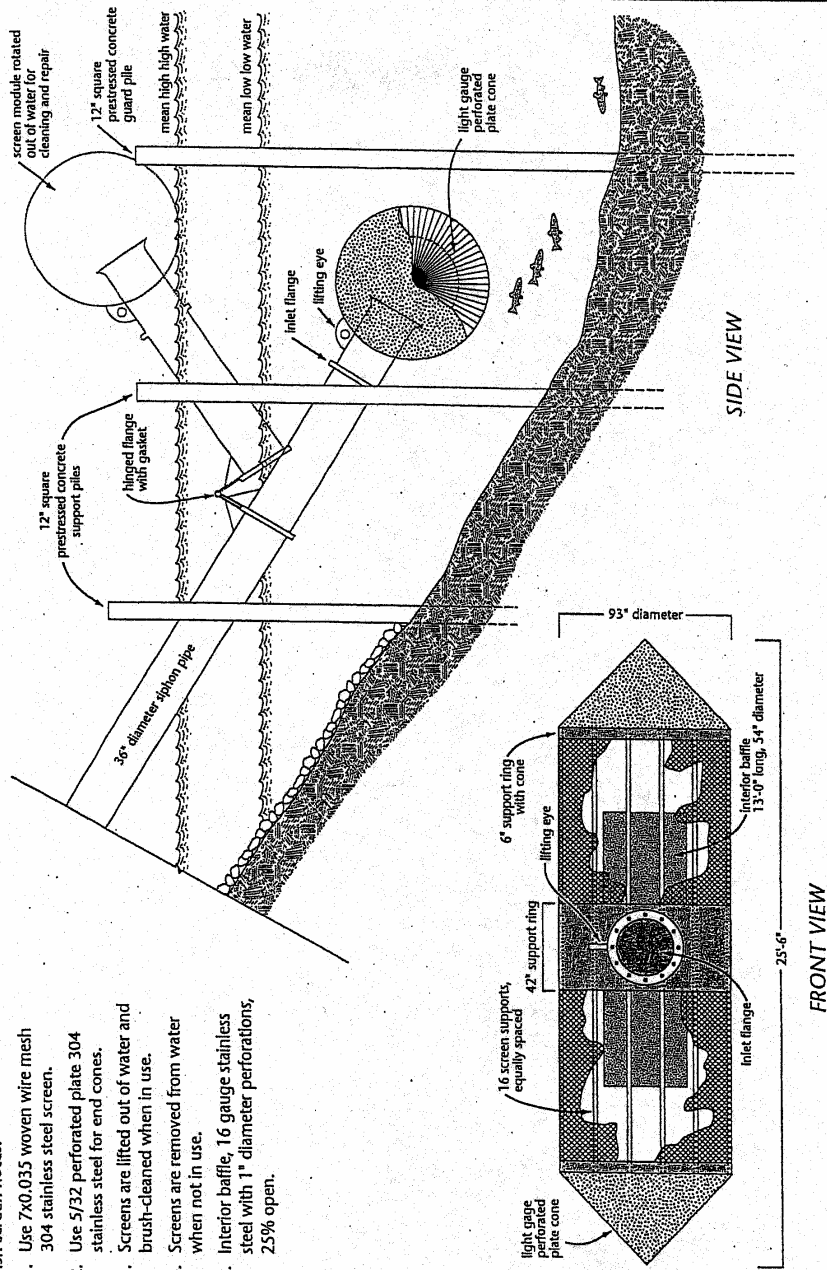 Use 7x0.035 woven wire mesh
304 stainless steel screen.
Use 5/32 perforated plate 304
stainless steel for end cones.
Screens are lifted out of water and
brush-cleaned when in use.
Screens are removed from water
when not in use.
Interior baffle, 16 gauge stainless
steel with 1" diameter perforations,
25% open.
36" diameter siphon pipe
12" square
prestressed concrete
support piles
hinged flange
with gasket
screen module rotated
out of water for
cleaning and repair
12" square
prestressed concrete
guard pile
mean high high water
mean low low water
inlet flange
lifting eye
light gauge
perforated
plate cone
SIDE VIEW
light gage
perforated
plate cone
16 screen supports,
equally spaced
42" support ring
lifting eye
6" support ring
with cone
93" diameter
Inlet flange
Interior baffle
13'-0" long, 54" diameter
25'-6"
FRONT VIEW